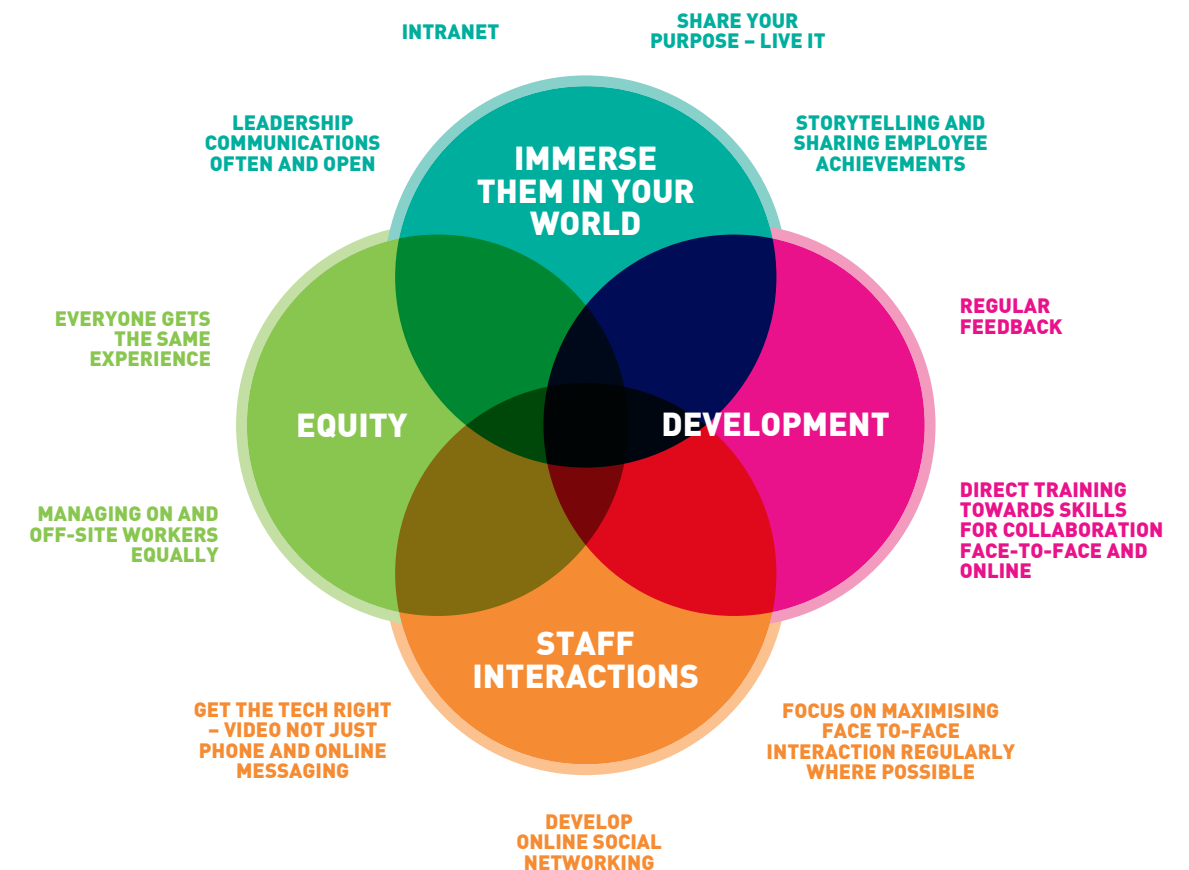 INTRANET
SHARE YOUR
PURPOSE – LIVE IT
LEADERSHIP
COMMUNICATIONS
OFTEN AND OPEN
STORYTELLING AND
SHARING EMPLOYEE
ACHIEVEMENTS
IMMERSE
THEM IN YOUR
WORLD
EVERYONE GETS
THE SAME
EXPERIENCE
REGULAR
FEEDBACK
EQUITY
DEVELOPMENT
MANAGING ON AND
OFF-SITE WORKERS
EQUALLY
DIRECT TRAINING
TOWARDS SKILLS
FOR COLLABORATION
FACE-TO-FACE AND
ONLINE
STAFF
INTERACTIONS
GET THE TECH RIGHT
– VIDEO NOT JUST
PHONE AND ONLINE
MESSAGING
FOCUS ON MAXIMISING
FACE TO-FACE
INTERACTION REGULARLY
WHERE POSSIBLE
DEVELOP
ONLINE SOCIAL
NETWORKING